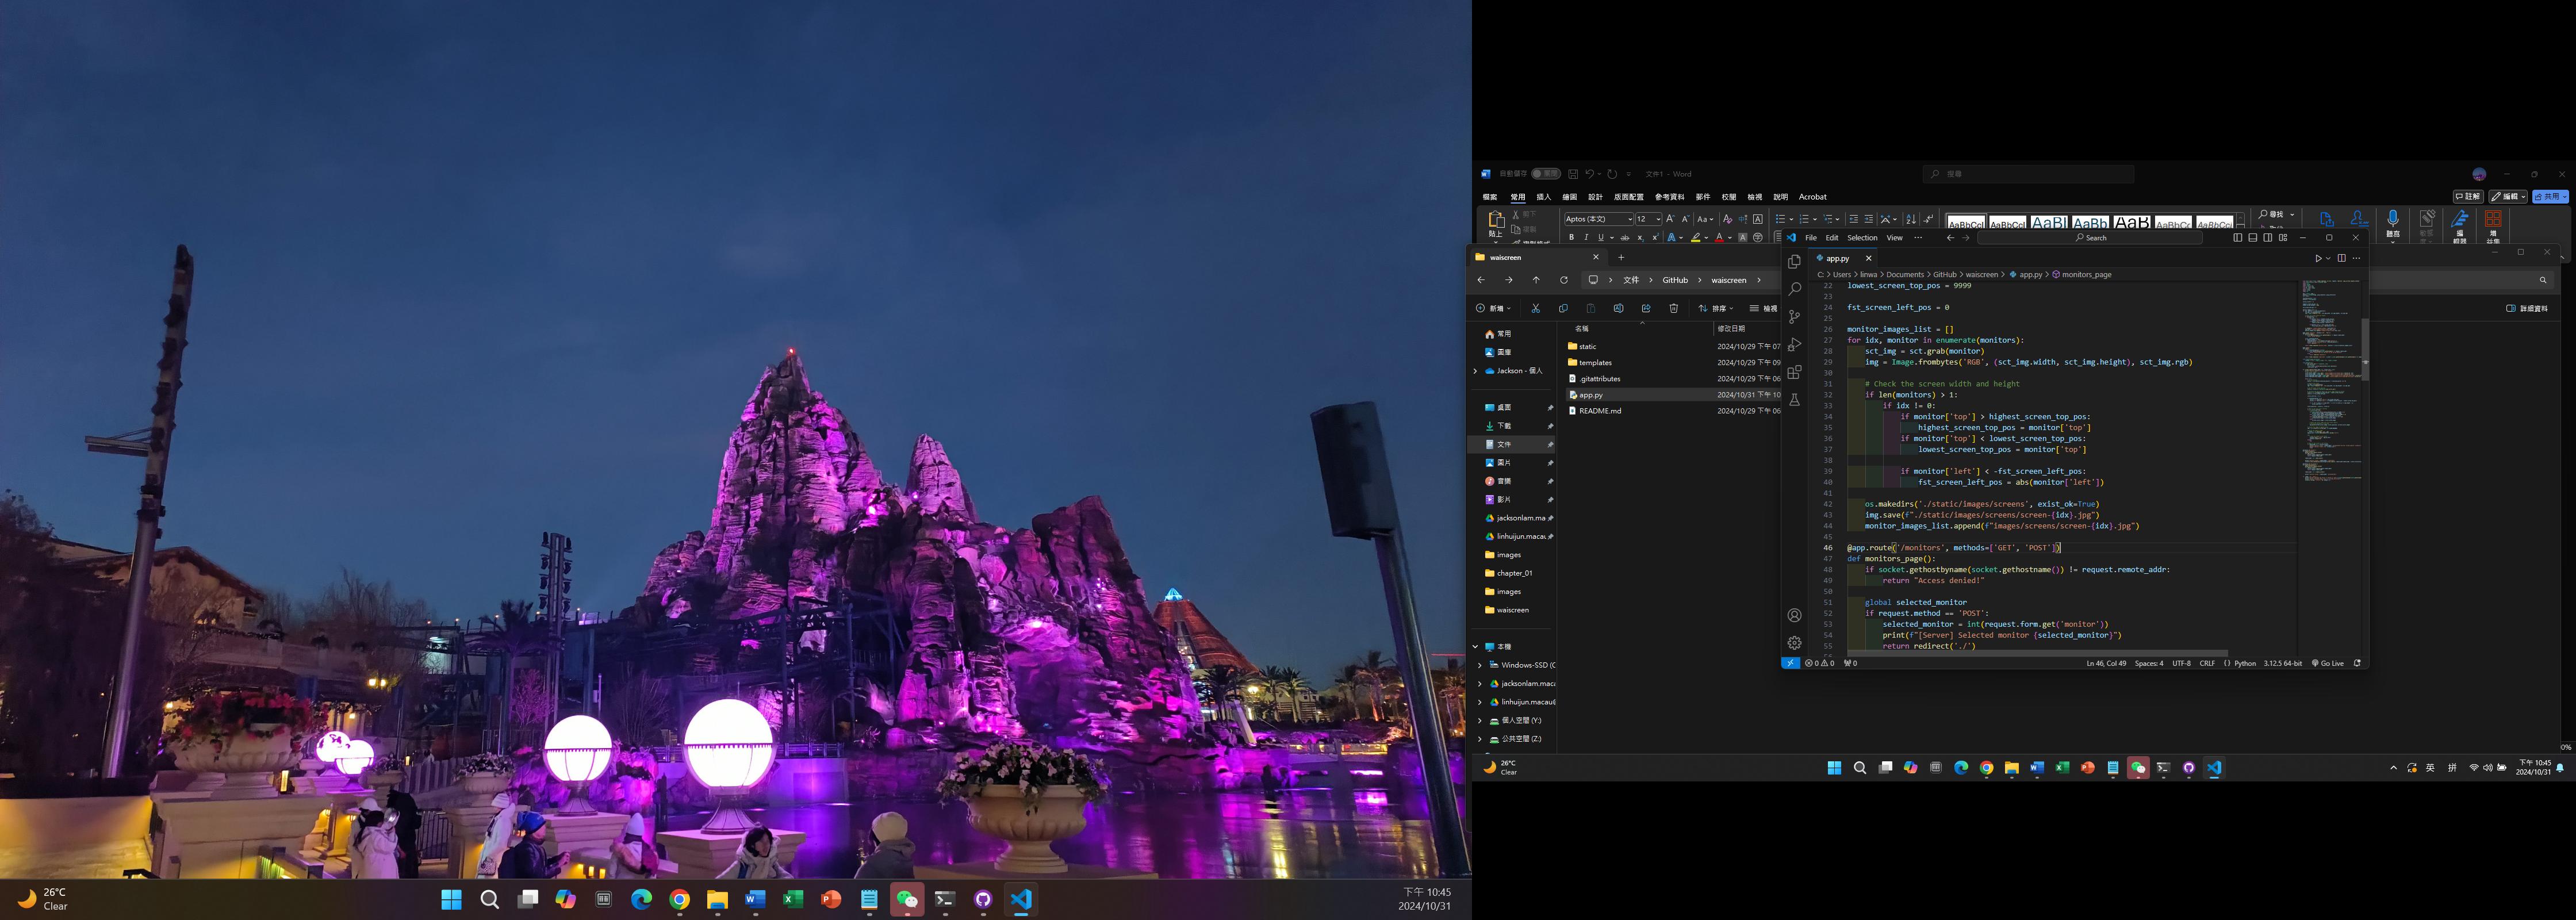 26°C
Clear
下午 10:45
2024/10/31
自動儲存
文件1 - Word
搜尋
檔案 常用 插入 繪圖 設計 版面配置 參考資料 郵件 校閱 檢視 說明 Acrobat
註解 編輯 共用
貼上
Aptos (本文) 12
AaBbCcI AaBbCcI AaBl AaBb AaB AaBbCcI AaBbCcI
尋找
聽寫
waiscreen
文件 GitHub waiscreen
新增
排序 檢視
詳細資料
名稱 修改日期
static 2024/10/29 下午 07
templates 2024/10/29 下午 09
.gitattributes 2024/10/29 下午 06
app.py 2024/10/31 下午 10
README.md 2024/10/29 下午 06
常用
圖庫
Jackson - 個人
桌面
下載
文件
圖片
音樂
影片
jacksonlam.ma
linhuijun.macau
images
chapter_01
images
waiscreen
本機
Windows-SSD (C
jacksonlam.maca
linhuijun.macau
個人空間 (Y:)
公共空間 (Z:)
File Edit Selection View ···
Search
app.py
C: > Users > linwa > Documents > GitHub > waiscreen > app.py > monitors_page
22 lowest_screen_top_pos = 9999
23
24 fst_screen_left_pos = 0
25
26 monitor_images_list = []
27 for idx, monitor in enumerate(monitors):
28     sct_img = sct.grab(monitor)
29     img = Image.frombytes('RGB', (sct_img.width, sct_img.height), sct_img.rgb)
30
31     # Check the screen width and height
32     if len(monitors) > 1:
33         if idx != 0:
34             if monitor['top'] > highest_screen_top_pos:
35                 highest_screen_top_pos = monitor['top']
36             if monitor['top'] < lowest_screen_top_pos:
37                 lowest_screen_top_pos = monitor['top']
38
39             if monitor['left'] < -fst_screen_left_pos:
40                 fst_screen_left_pos = abs(monitor['left'])
41
42     os.makedirs('./static/images/screens', exist_ok=True)
43     img.save(f"./static/images/screens/screen-{idx}.jpg")
44     monitor_images_list.append(f"images/screens/screen-{idx}.jpg")
45
46 @app.route('/monitors', methods=['GET', 'POST'])
47 def monitors_page():
48     if socket.gethostbyname(socket.gethostname()) != request.remote_addr:
49         return "Access denied!"
50
51     global selected_monitor
52     if request.method == 'POST':
53         selected_monitor = int(request.form.get('monitor'))
54         print(f"[Server] Selected monitor {selected_monitor}")
55         return redirect('./')
0 0 0 Ln 46, Col 49 Spaces: 4 UTF-8 CRLF {} Python 3.12.5 64-bit Go Live
0%
26°C
Clear
英 拼
下午 10:45
2024/10/31